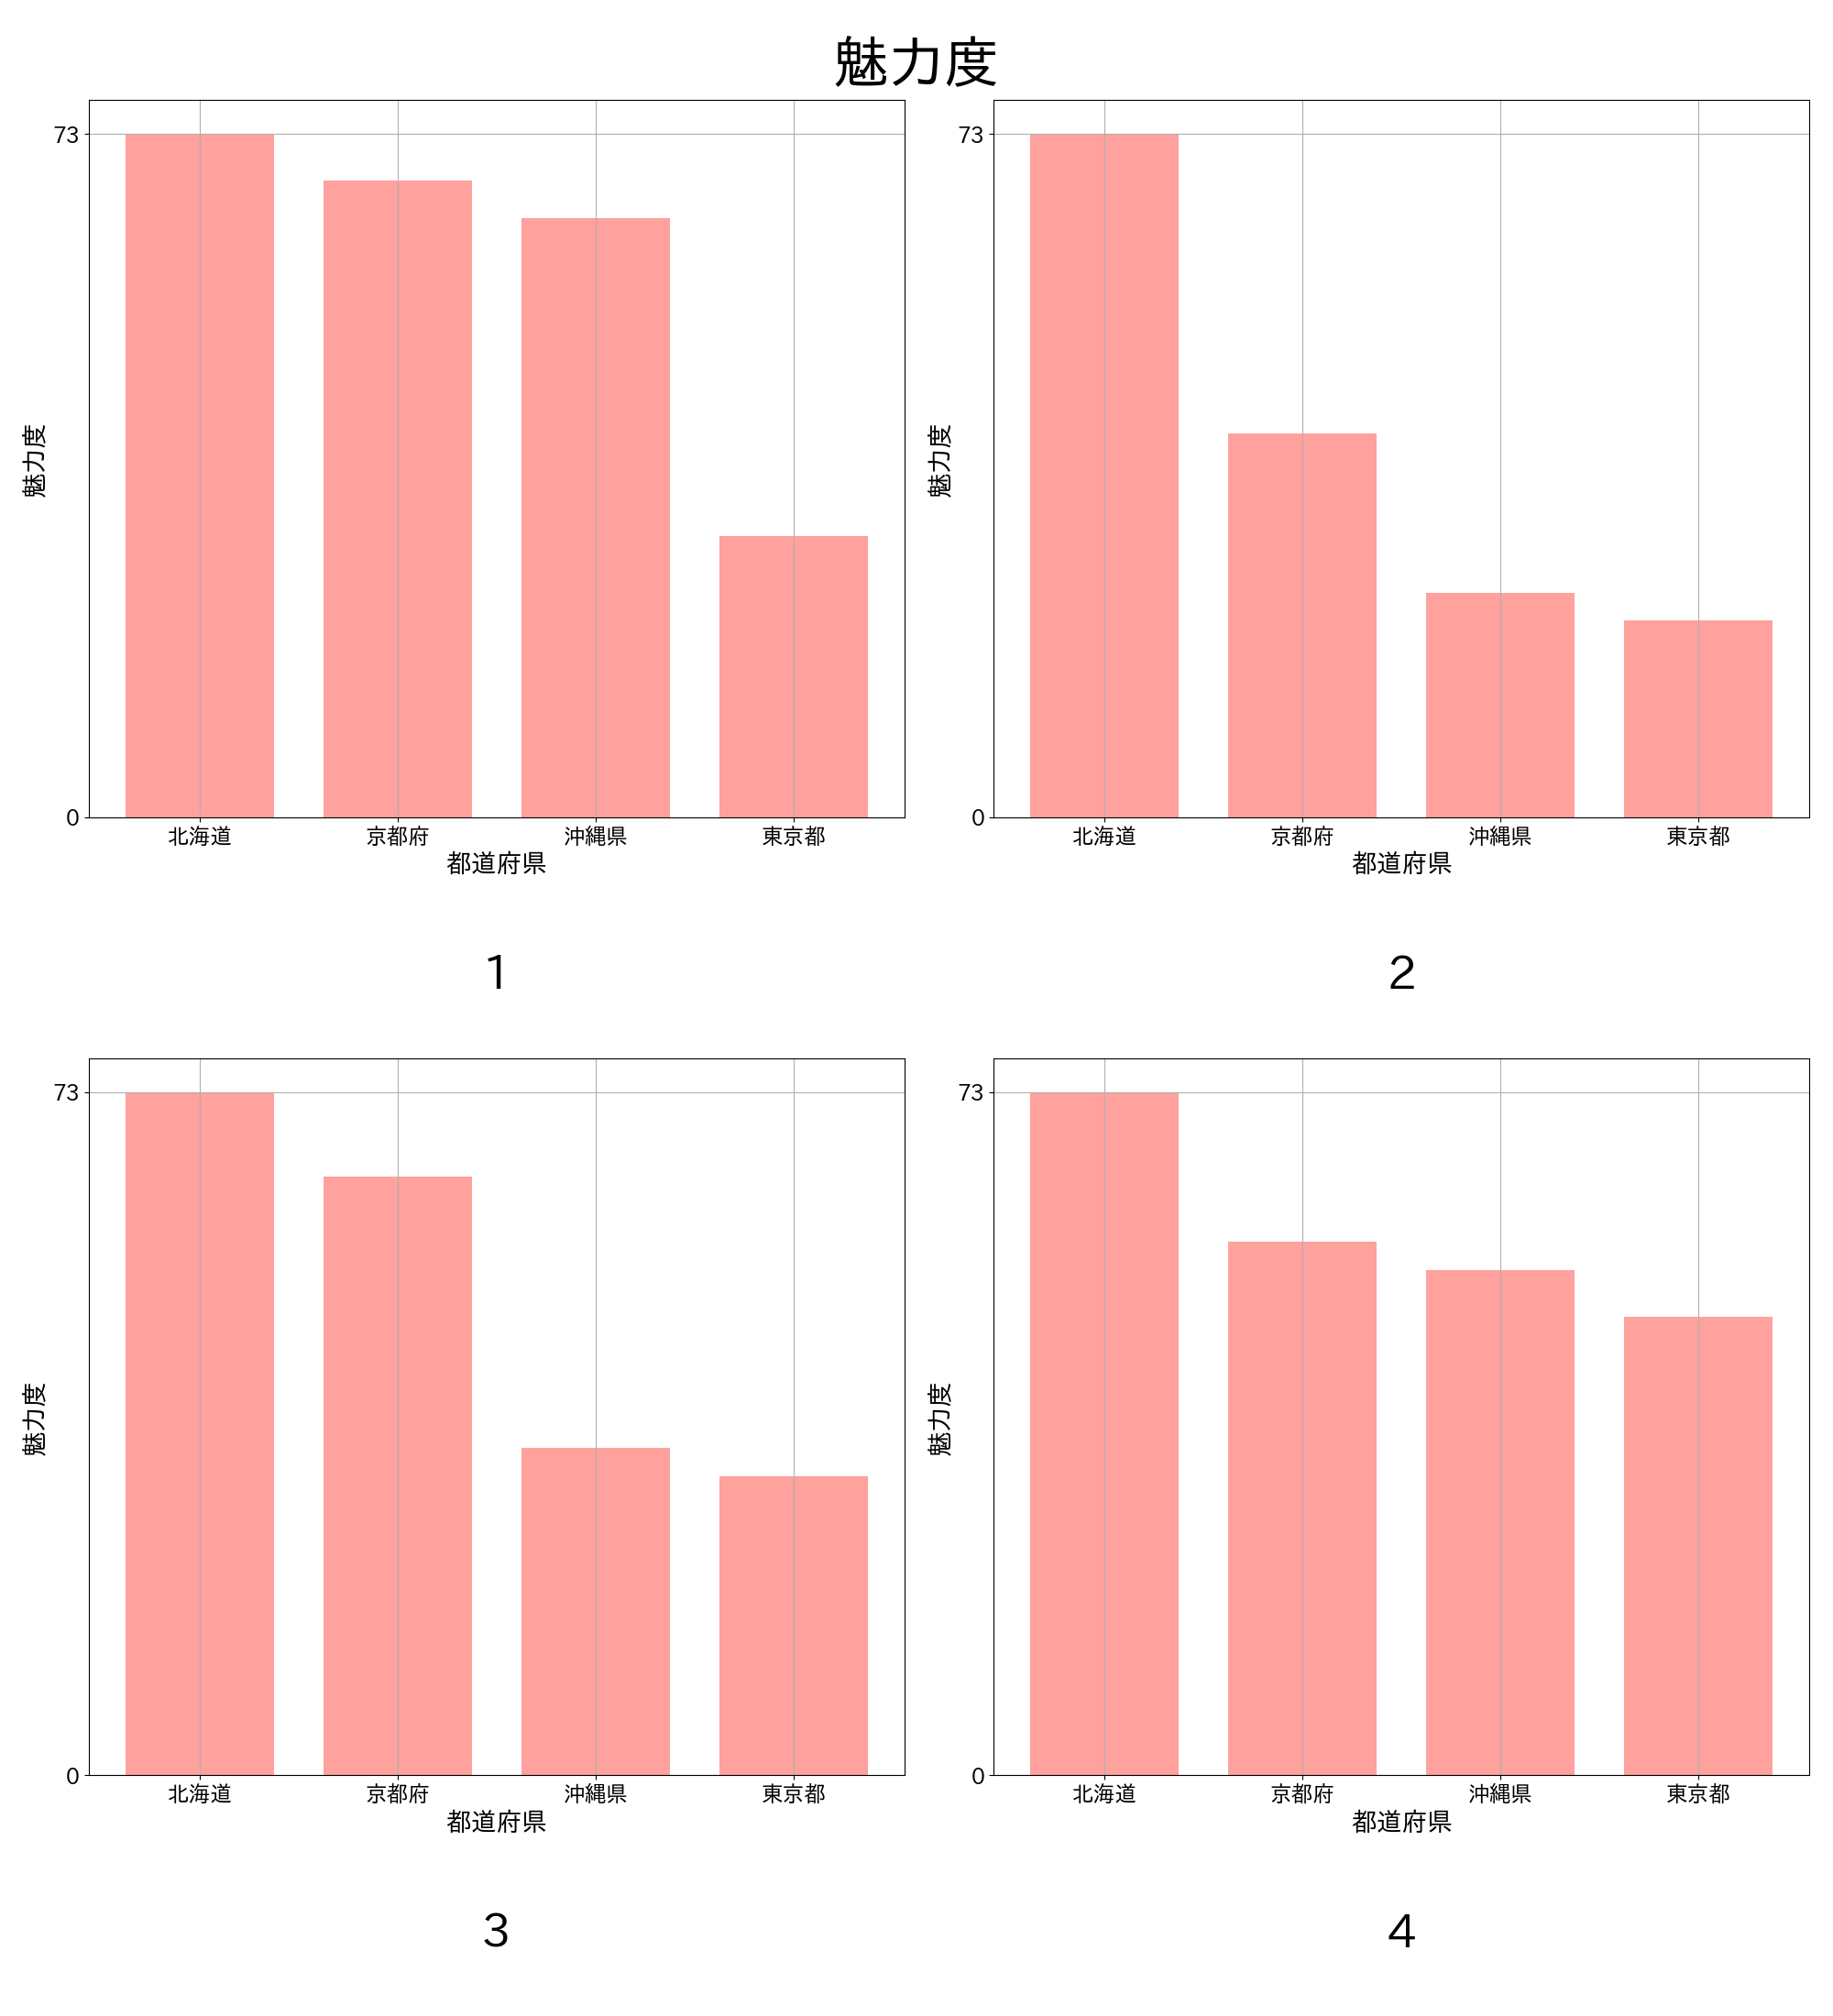 魅力度
73
0
魅力度
北海道 京都府 沖縄県 東京都
都道府県
1
73
0
魅力度
北海道 京都府 沖縄県 東京都
都道府県
2
73
0
魅力度
北海道 京都府 沖縄県 東京都
都道府県
3
73
0
魅力度
北海道 京都府 沖縄県 東京都
都道府県
4